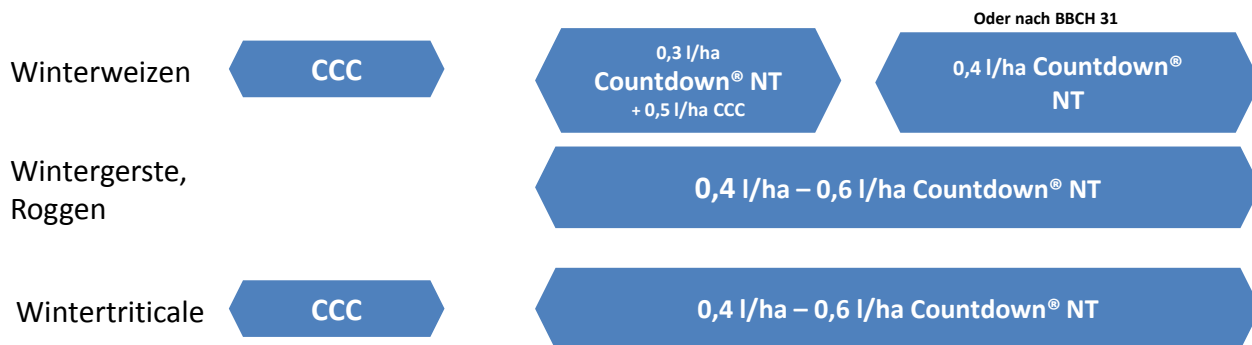 Oder nach BBCH 31
Winterweizen
CCC
0,3 l/ha
Countdown® NT
+ 0,5 l/ha CCC
0,4 l/ha Countdown®
NT
Wintergerste,
Roggen
0,4 l/ha – 0,6 l/ha Countdown® NT
Wintertriticale
CCC
0,4 l/ha – 0,6 l/ha Countdown® NT